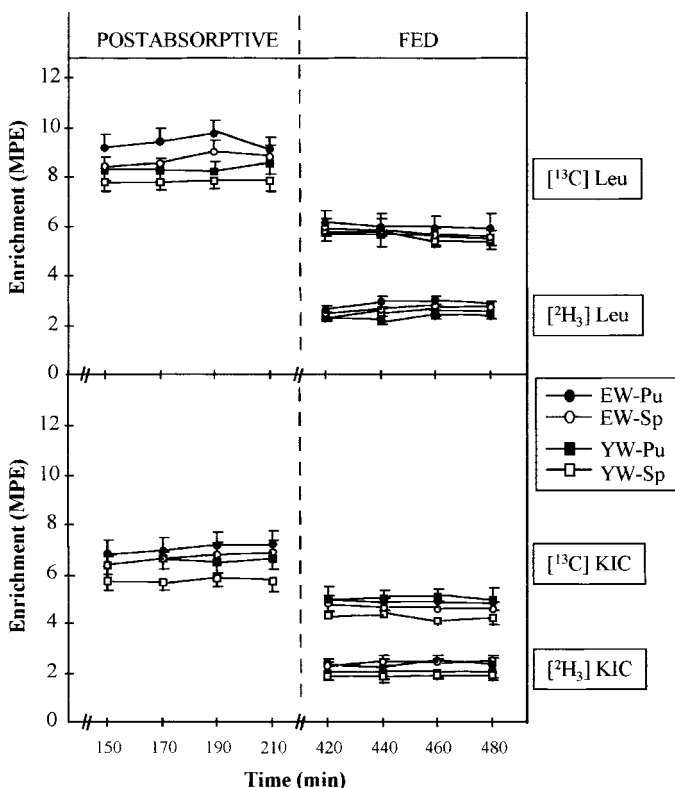 POSTABSORPTIVE FED
Enrichment (MPE)
12
10
8
6
4
2
0
[¹³C] Leu
[²H₃] Leu
EW-Pu
EW-Sp
YW-Pu
YW-Sp
Enrichment (MPE)
12
10
8
6
4
2
0
[¹³C] KIC
[²H₃] KIC
150 170 190 210 420 440 460 480
Time (min)